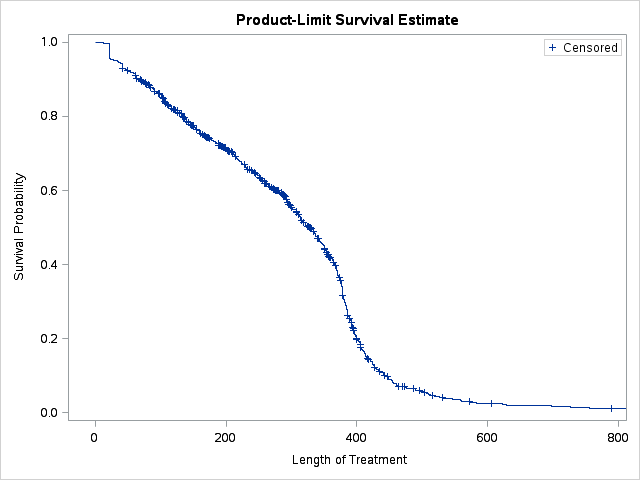 Product-Limit Survival Estimate
+ Censored
1.0
0.8
0.6
0.4
0.2
0.0
Survival Probability
0 200 400 600 800
Length of Treatment